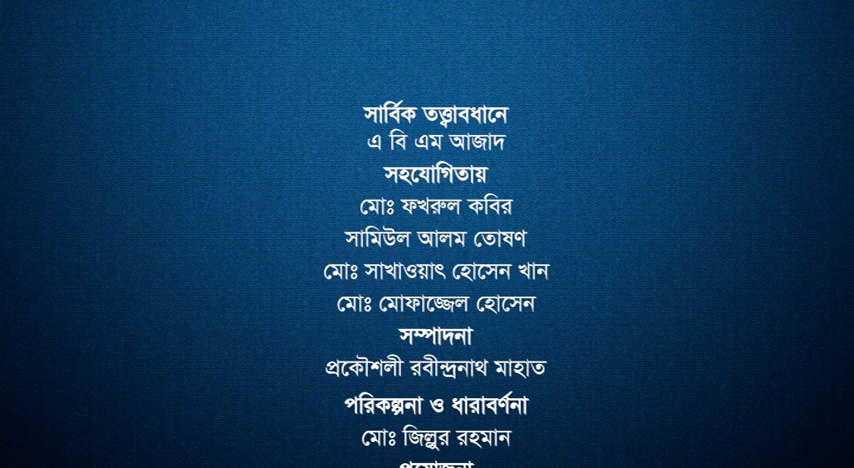 সার্বিক তত্ত্বাবধানে
এ বি এম আজাদ
সহযোগিতায়
মোঃ ফখরুল কবির
সামিউল আলম তোষণ
মোঃ সাখাওয়াৎ হোসেন খান
মোঃ মোফাজ্জেল হোসেন
সম্পাদনা
প্রকৌশলী রবীন্দ্রনাথ মাহাত
পরিকল্পনা ও ধারাবর্ণনা
মোঃ জিল্লুর রহমান